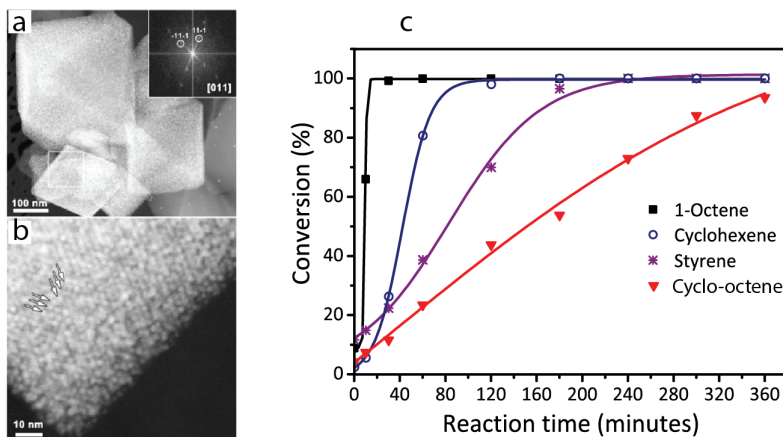 a
-11-1
11-1
[011]
100 nm
b
10 nm
c
Conversion (%)
100
80
60
40
20
0
1-Octene
Cyclohexene
Styrene
Cyclo-octene
0 40 80 120 160 200 240 280 320 360
Reaction time (minutes)